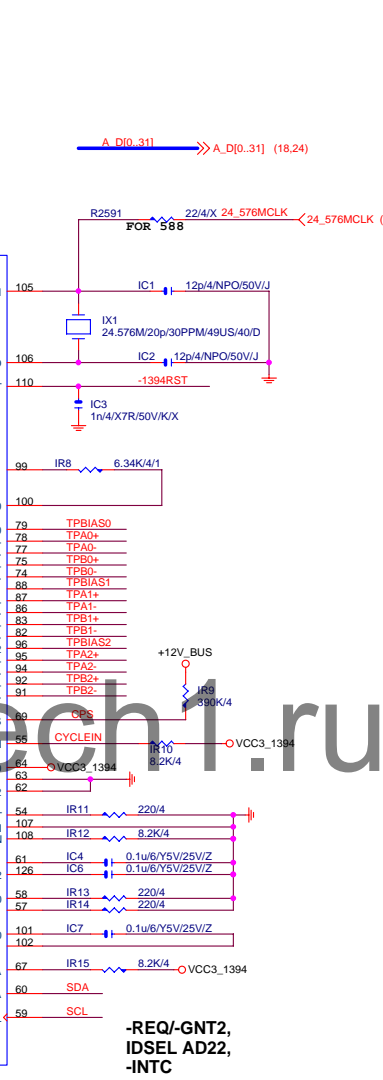 A_D[0..31] A_D[0..31] (18,24)
R2591 22/4/X 24_576MCLK 24_576MCLK (
FOR 588
105 IC1 12p/4/NPO/50V/J
IX1
24.576M/20p/30PPM/49US/40/D
106 IC2 12p/4/NPO/50V/J
110 -1394RST
IC3
1n/4/X7R/50V/K/X
99 IR8 6.34K/4/1
100
79 TPBIAS0
78 TPA0+
77 TPA0-
75 TPB0+
74 TPB0-
88 TPBIAS1
87 TPA1+
86 TPA1-
83 TPB1+
82 TPB1-
96 TPBIAS2
95 TPA2+
94 TPA2-
92 TPB2+
91 TPB2-
+12V_BUS
IR9
390K/4
69 CPS
55 CYCLEIN IR10 VCC3_1394
8.2K/4
64 VCC3_1394
63
62
54 IR11 220/4
107
108 IR12 8.2K/4
61 IC4 0.1u/6/Y5V/25V/Z
126 IC6 0.1u/6/Y5V/25V/Z
58 IR13 220/4
57 IR14 220/4
101 IC7 0.1u/6/Y5V/25V/Z
102
67 IR15 8.2K/4 VCC3_1394
60 SDA
59 SCL
-REQ/-GNT2,
IDSEL AD22,
-INTC
ech1.ru